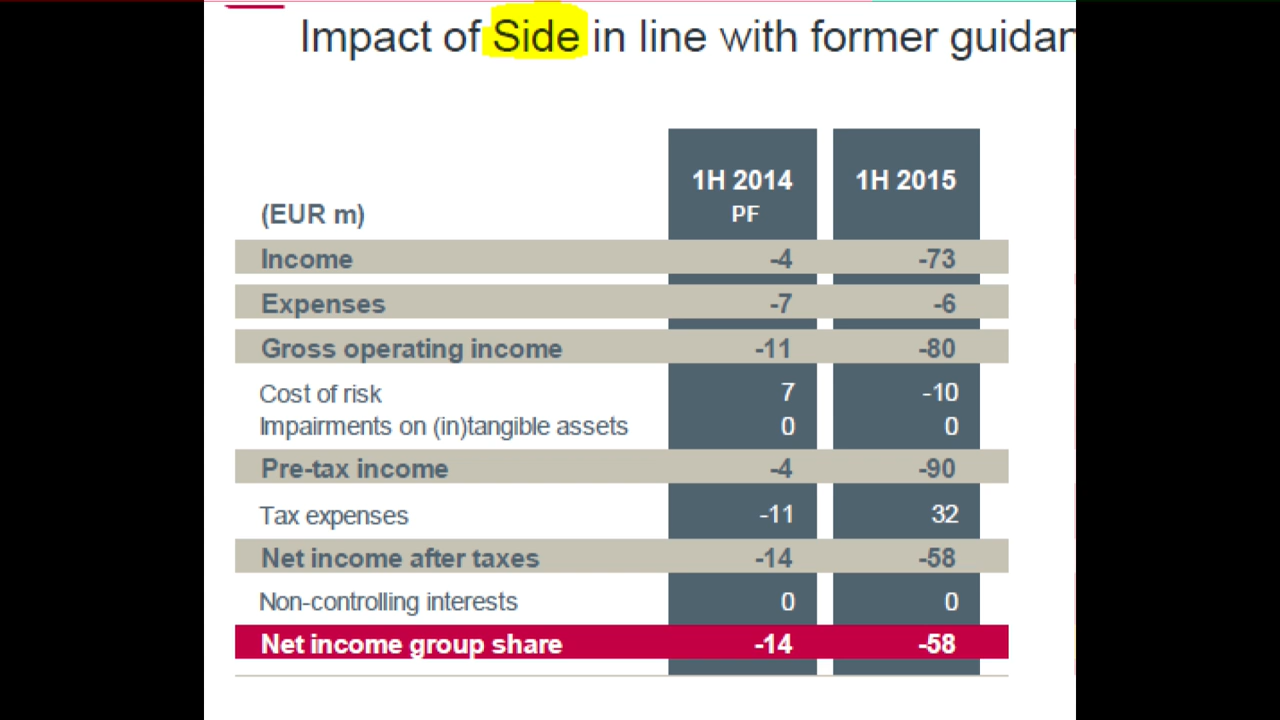 Impact of Side in line with former guidan
1H 2014 1H 2015
(EUR m) PF
Income -4 -73
Expenses -7 -6
Gross operating income -11 -80
Cost of risk 7 -10
Impairments on (in)tangible assets 0 0
Pre-tax income -4 -90
Tax expenses -11 32
Net income after taxes -14 -58
Non-controlling interests 0 0
Net income group share -14 -58